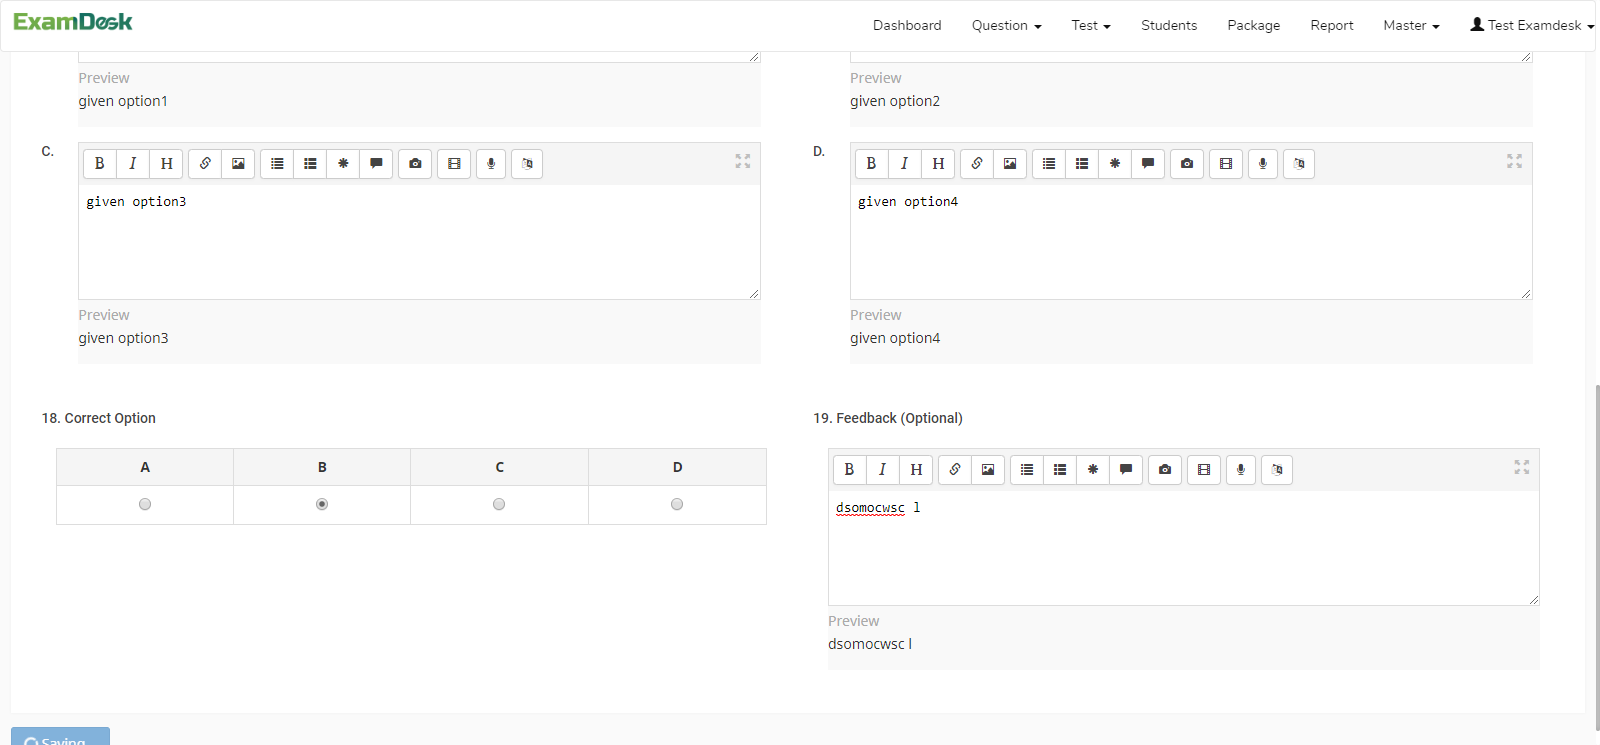 ExamDesk
Dashboard Question Test Students Package Report Master Test Examdesk
Preview
given option1
Preview
given option2
C.
B I H
given option3
Preview
given option3
D.
B I H
given option4
Preview
given option4
18. Correct Option
A B C D
19. Feedback (Optional)
B I H
dsomocwsc l
Preview
dsomocwsc l
Saving...